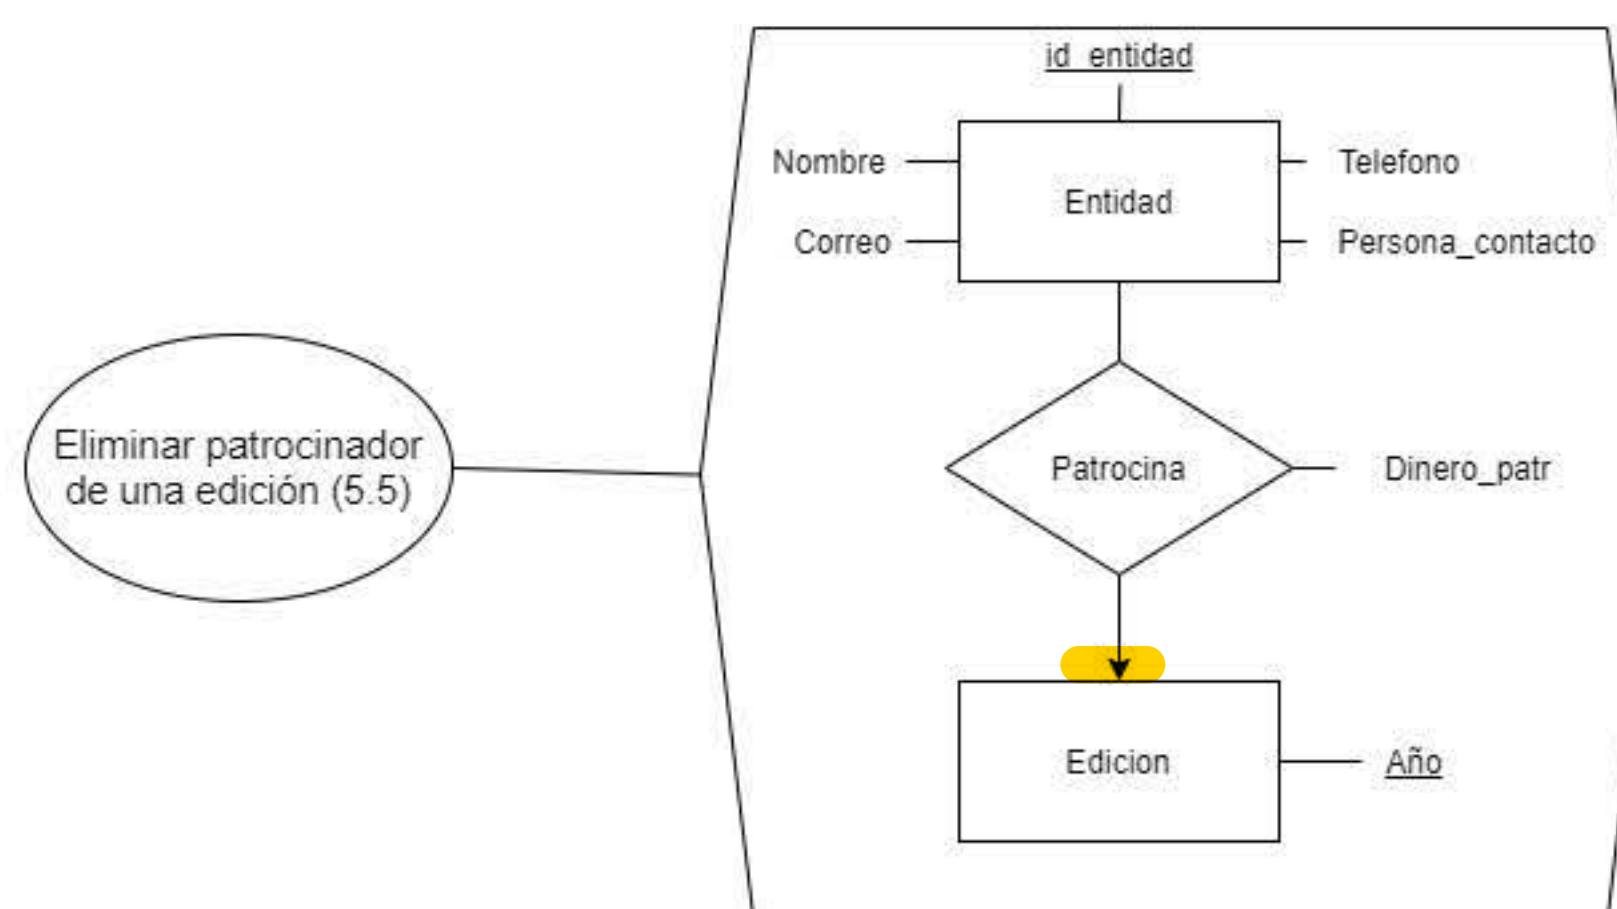 id_entidad
Nombre
Telefono
Entidad
Correo
Persona_contacto
Eliminar patrocinador
de una edición (5.5)
Patrocina
Dinero_patr
Edicion
Año